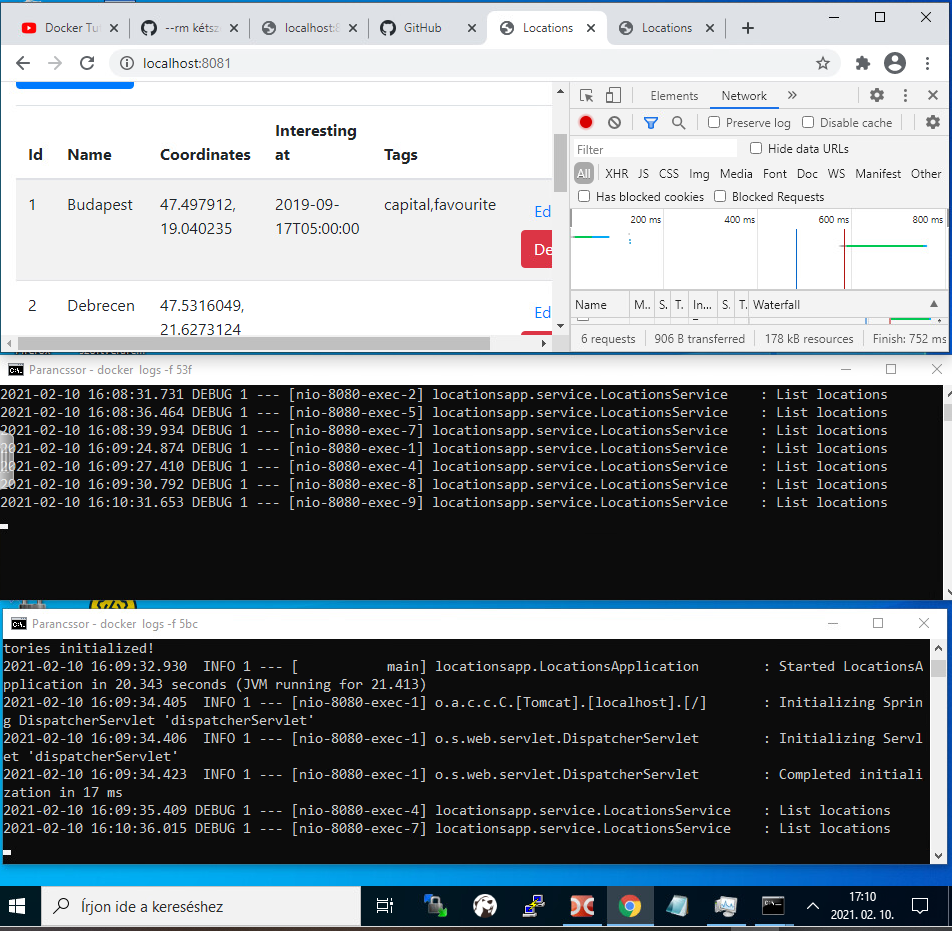 Docker Tu
--rm kétsz
localhost:8
GitHub
Locations
Locations
localhost:8081
Elements
Network
Preserve log
Disable cache
Filter
Hide data URLs
All XHR JS CSS Img Media Font Doc WS Manifest Other
Has blocked cookies
Blocked Requests
200 ms
400 ms
600 ms
800 ms
Name M.. S. T. In... S. T. Waterfall
6 requests 906 B transferred 178 kB resources Finish: 752 ms
Id Name Coordinates Interesting at Tags
1 Budapest 47.497912, 2019-09- capital,favourite Ed
19.040235 17T05:00:00
De
2 Debrecen 47.5316049, Ed
21.6273124
Parancssor - docker logs -f 53f
2021-02-10 16:08:31.731 DEBUG 1 --- [nio-8080-exec-2] locationsapp.service.LocationsService : List locations
2021-02-10 16:08:36.464 DEBUG 1 --- [nio-8080-exec-5] locationsapp.service.LocationsService : List locations
2021-02-10 16:08:39.934 DEBUG 1 --- [nio-8080-exec-7] locationsapp.service.LocationsService : List locations
2021-02-10 16:09:24.874 DEBUG 1 --- [nio-8080-exec-1] locationsapp.service.LocationsService : List locations
2021-02-10 16:09:27.410 DEBUG 1 --- [nio-8080-exec-4] locationsapp.service.LocationsService : List locations
2021-02-10 16:09:30.792 DEBUG 1 --- [nio-8080-exec-8] locationsapp.service.LocationsService : List locations
2021-02-10 16:10:31.653 DEBUG 1 --- [nio-8080-exec-9] locationsapp.service.LocationsService : List locations
Parancssor - docker logs -f 5bc
tories initialized!
2021-02-10 16:09:32.930 INFO 1 --- [ main] locationsapp.LocationsApplication : Started LocationsA
pplication in 20.343 seconds (JVM running for 21.413)
2021-02-10 16:09:34.405 INFO 1 --- [nio-8080-exec-1] o.a.c.c.C.[Tomcat].[localhost].[/] : Initializing Sprin
g DispatcherServlet 'dispatcherServlet'
2021-02-10 16:09:34.406 INFO 1 --- [nio-8080-exec-1] o.s.web.servlet.DispatcherServlet : Initializing Servl
et 'dispatcherServlet'
2021-02-10 16:09:34.423 INFO 1 --- [nio-8080-exec-1] o.s.web.servlet.DispatcherServlet : Completed initiali
zation in 17 ms
2021-02-10 16:09:35.409 DEBUG 1 --- [nio-8080-exec-4] locationsapp.service.LocationsService : List locations
2021-02-10 16:10:36.015 DEBUG 1 --- [nio-8080-exec-7] locationsapp.service.LocationsService : List locations
Írjon ide a kereséshez
17:10
2021. 02. 10.